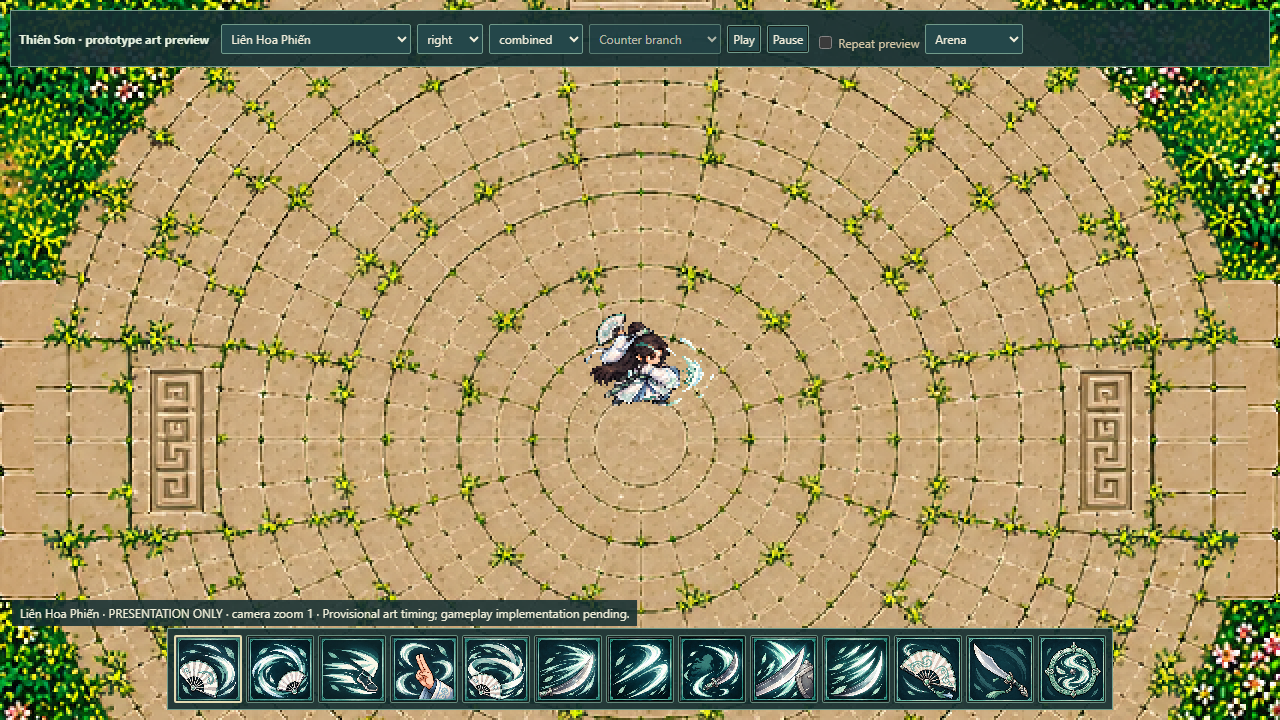 Thiên Sơn · prototype art preview
Liên Hoa Phiến
right
combined
Counter branch
Play
Pause
Repeat preview
Arena
Liên Hoa Phiến · PRESENTATION ONLY · camera zoom 1 · Provisional art timing; gameplay implementation pending.